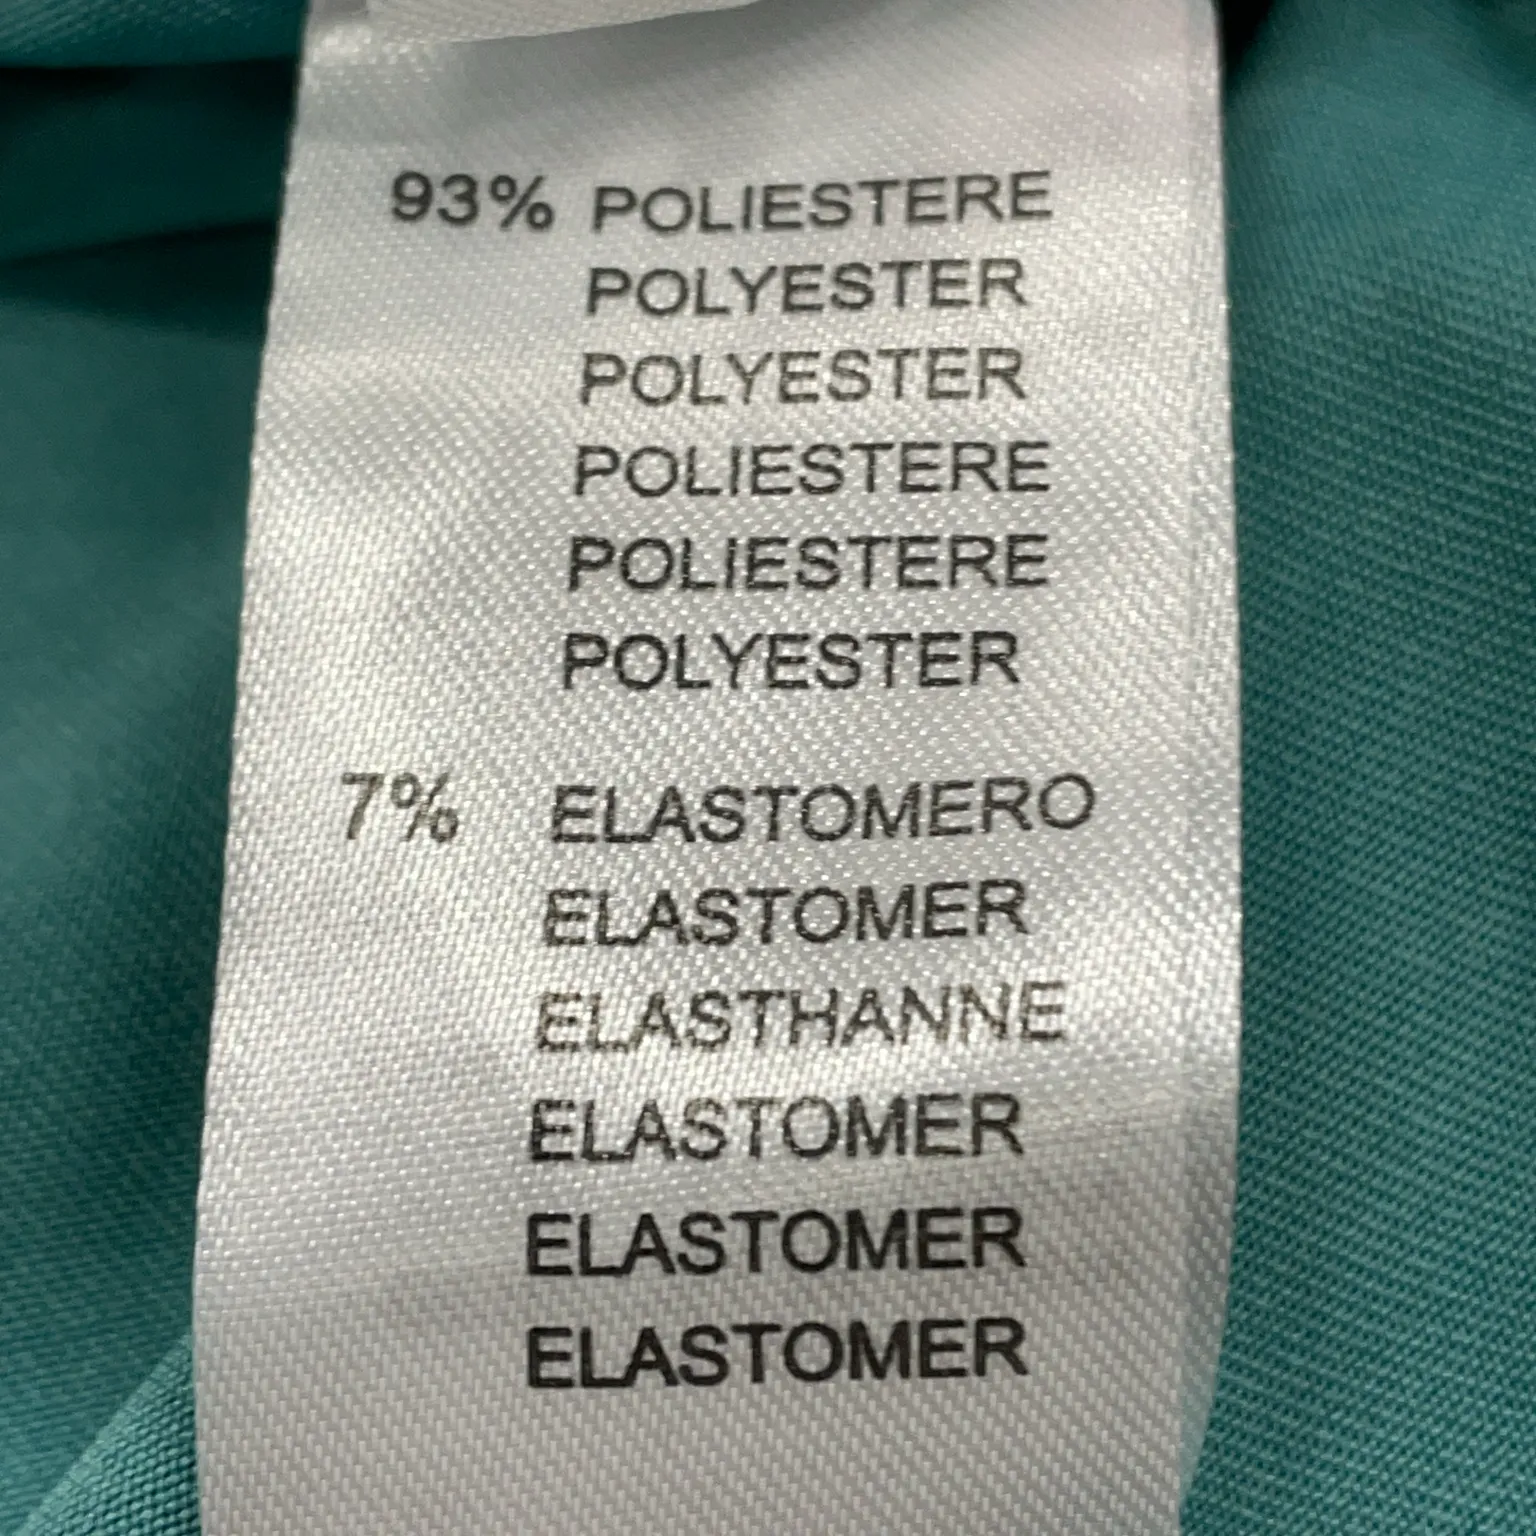 93% POLIESTERE
POLYESTER
POLYESTER
POLIESTERE
POLIESTERE
POLYESTER
7% ELASTOMERO
ELASTOMER
ELASTHANNE
ELASTOMER
ELASTOMER
ELASTOMER